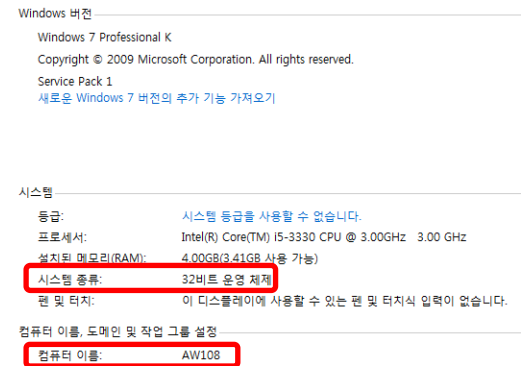 Windows 버전
Windows 7 Professional K
Copyright © 2009 Microsoft Corporation. All rights reserved.
Service Pack 1
새로운 Windows 7 버전의 추가 기능 가져오기
시스템
등급: 시스템 등급을 사용할 수 없습니다.
프로세서: Intel(R) Core(TM) i5-3330 CPU @ 3.00GHz 3.00 GHz
설치된 메모리(RAM): 4.00GB(3.41GB 사용 가능)
시스템 종류: 32비트 운영 체제
펜 및 터치: 이 디스플레이에 사용할 수 있는 펜 및 터치식 입력이 없습니다.
컴퓨터 이름, 도메인 및 작업 그룹 설정
컴퓨터 이름: AW108